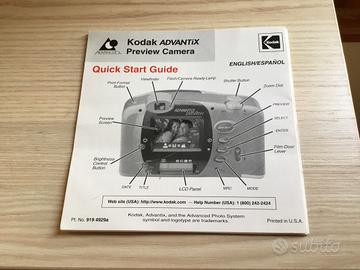 Kodak ADVANTIX
Preview Camera
Kodak
Quick Start Guide
ENGLISH/ESPAÑOL
Print-Format
Button
Viewfinder
Flash/Camera Ready Lamp
Shutter Button
Zoom Dial
PREVIEW
Preview
Screen
SELECT
ENTER
Film-Door
Lever
Brightness
Control
Button
DATE
TITLE
LCD Panel
MRC
MODE
Web site (USA): http://www.kodak.com — Help Number (USA): 1 (800) 242-2424
Kodak, Advantix, and the Advanced Photo System
symbol and logotype are trademarks.
Pt. No. 919 4929a
Printed in U.S.A.
subito